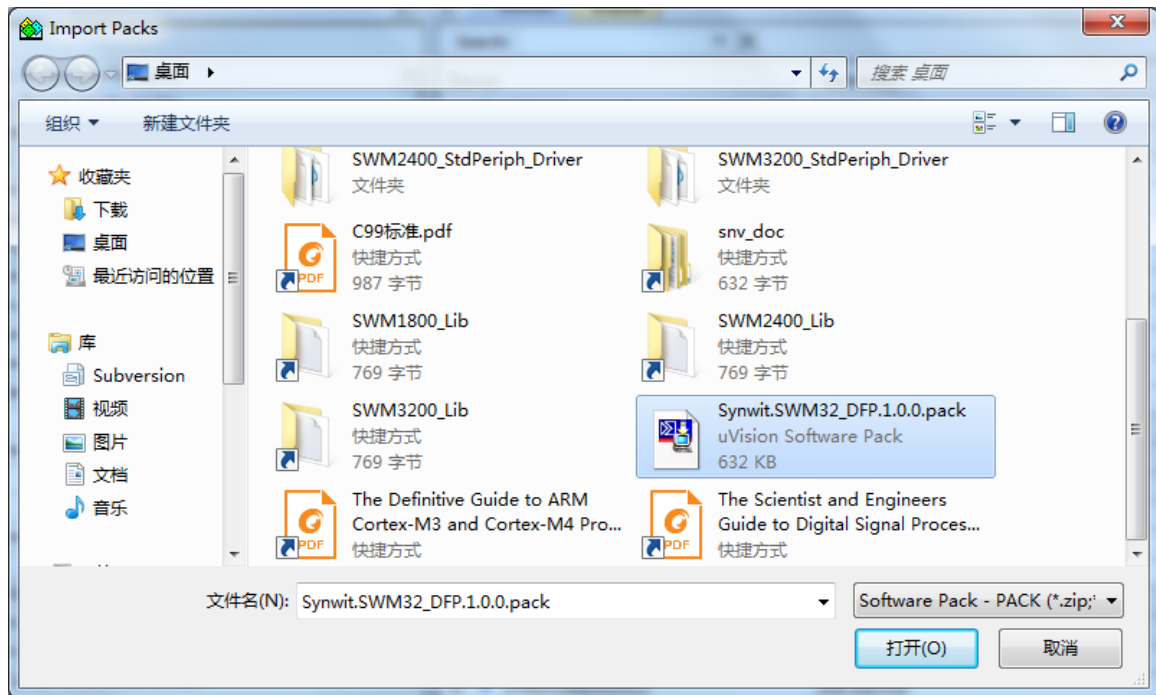 Import Packs
桌面
搜索 桌面
组织
新建文件夹
收藏夹
下载
桌面
最近访问的位置
库
Subversion
视频
图片
文档
音乐
SWM2400_StdPeriph_Driver
文件夹
SWM3200_StdPeriph_Driver
文件夹
C99标准.pdf
快捷方式
987 字节
snv_doc
快捷方式
632 字节
SWM1800_Lib
快捷方式
769 字节
SWM2400_Lib
快捷方式
769 字节
SWM3200_Lib
快捷方式
769 字节
Synwit.SWM32_DFP.1.0.0.pack
uVision Software Pack
632 KB
The Definitive Guide to ARM
Cortex-M3 and Cortex-M4 Pro...
快捷方式
The Scientist and Engineers
Guide to Digital Signal Proces...
快捷方式
PDF
PDF
PDF
文件名(N):
Synwit.SWM32_DFP.1.0.0.pack
Software Pack - PACK (*.zip;
打开(O)
取消